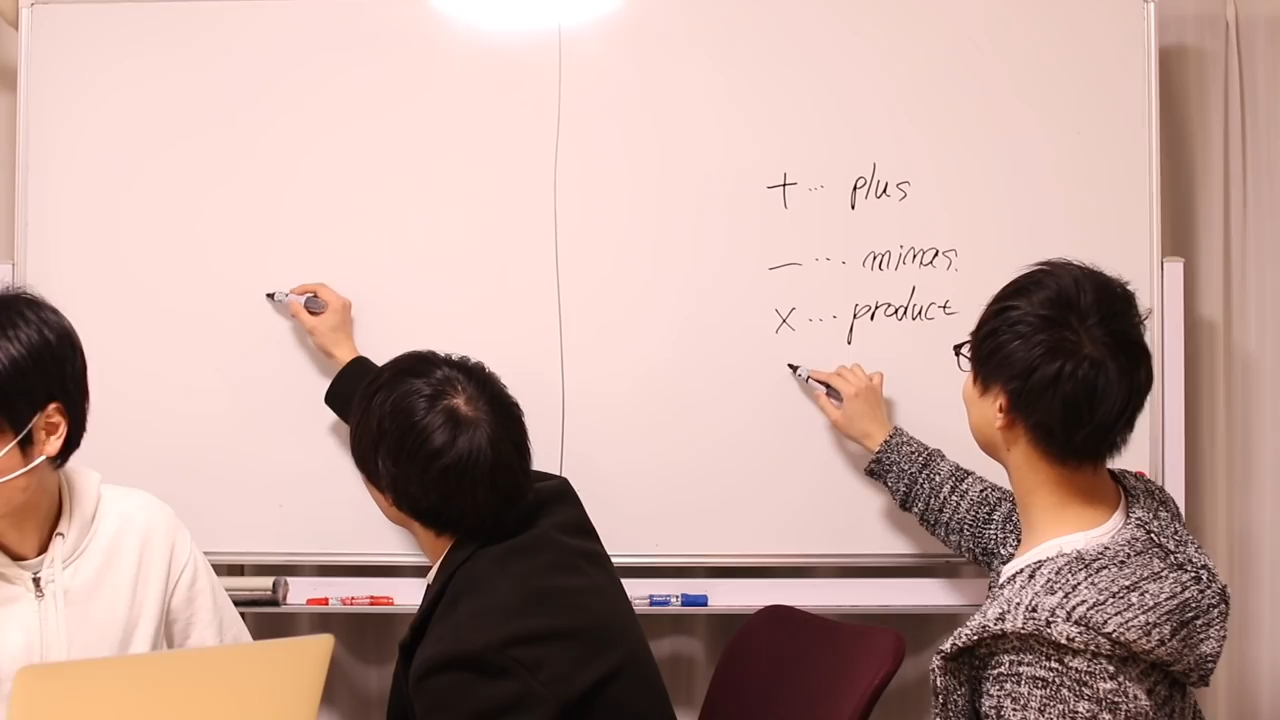 + ... plus
− ... minas.
× ... product